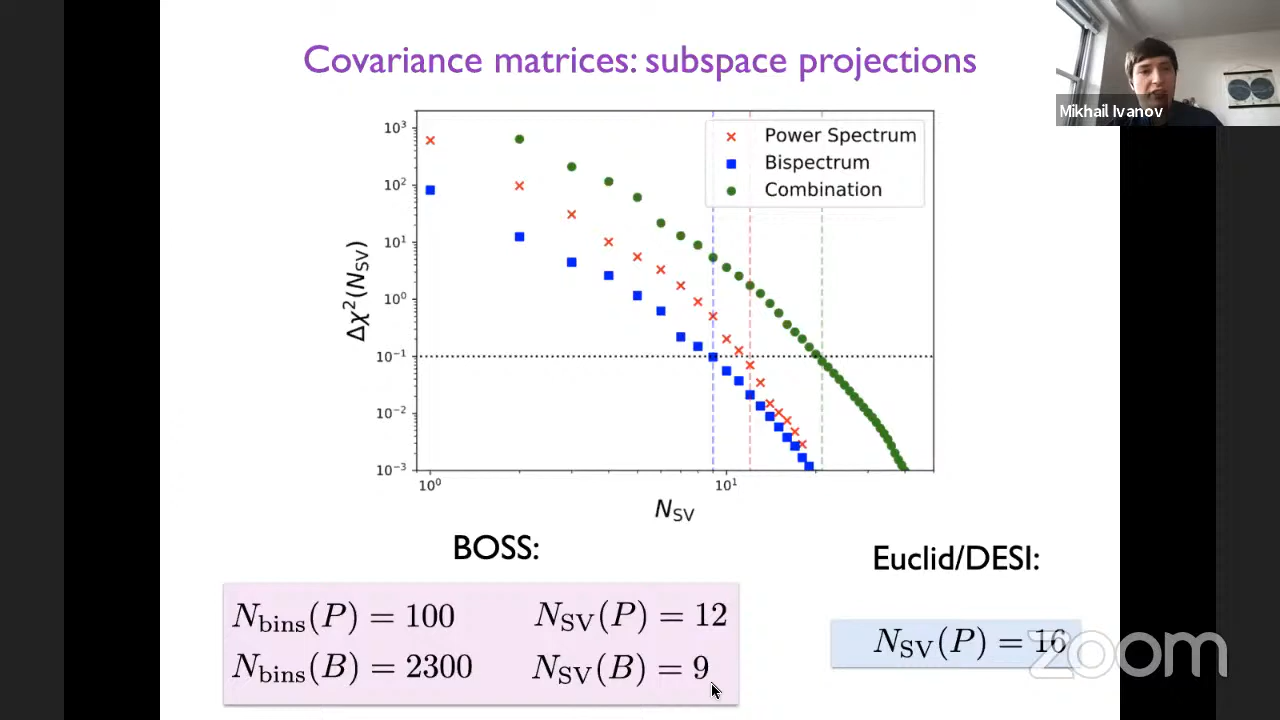 Covariance matrices: subspace projections
Mikhail Ivanov
Power Spectrum
Bispectrum
Combination
Δχ²(N_SV)
10³
10²
10¹
10⁰
10⁻¹
10⁻²
10⁻³
10⁰
10¹
N_SV
BOSS:
N_bins(P) = 100
N_SV(P) = 12
N_bins(B) = 2300
N_SV(B) = 9
Euclid/DESI:
N_SV(P) = 16
zoom